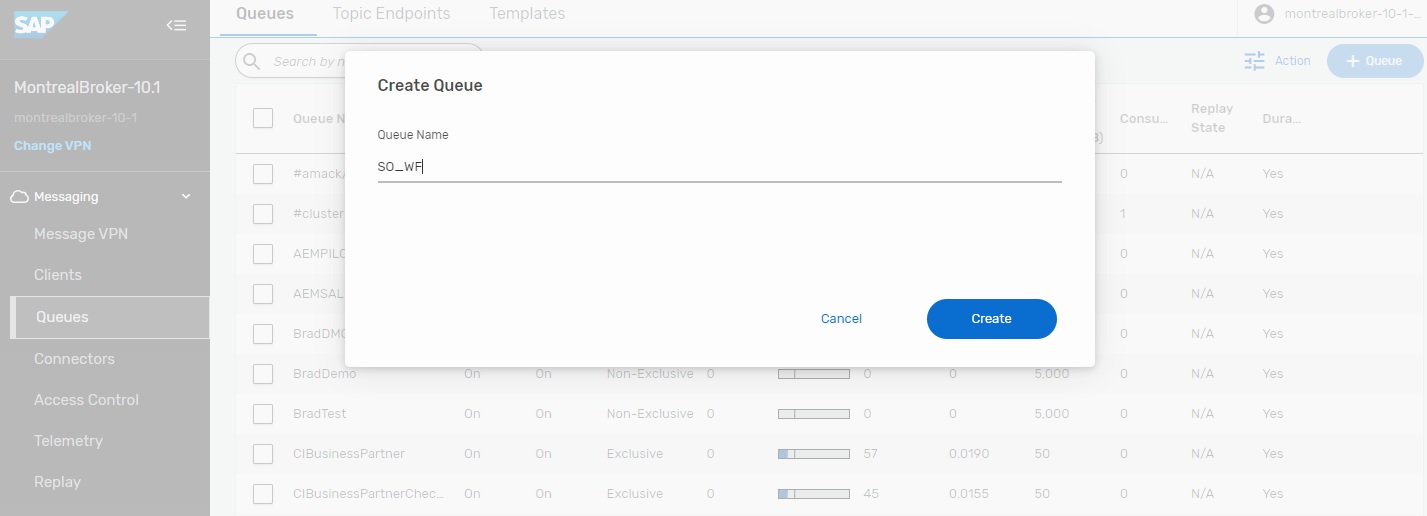 SAP
Queues Topic Endpoints Templates montrealbroker-10-1-...
Search by n
Action + Queue
MontrealBroker-10.1
montrealbroker-10-1
Change VPN
Messaging
Message VPN
Clients
Queues
Connectors
Access Control
Telemetry
Replay
Create Queue
Queue Name
SO_WF
Cancel Create
Queue N Consu... Replay State Dura...
#amack/ 0 N/A Yes
#cluster 1 N/A Yes
AEMPILO 0 N/A Yes
AEMSAL 0 N/A Yes
BradDMO 0 N/A Yes
BradDemo On On Non-Exclusive 0 0 0 5,000 0 N/A Yes
BradTest On On Non-Exclusive 0 0 0 5,000 0 N/A Yes
CIBusinessPartner On On Exclusive 0 57 0.0190 50 0 N/A Yes
CIBusinessPartnerChec... On On Exclusive 0 45 0.0155 50 0 N/A Yes